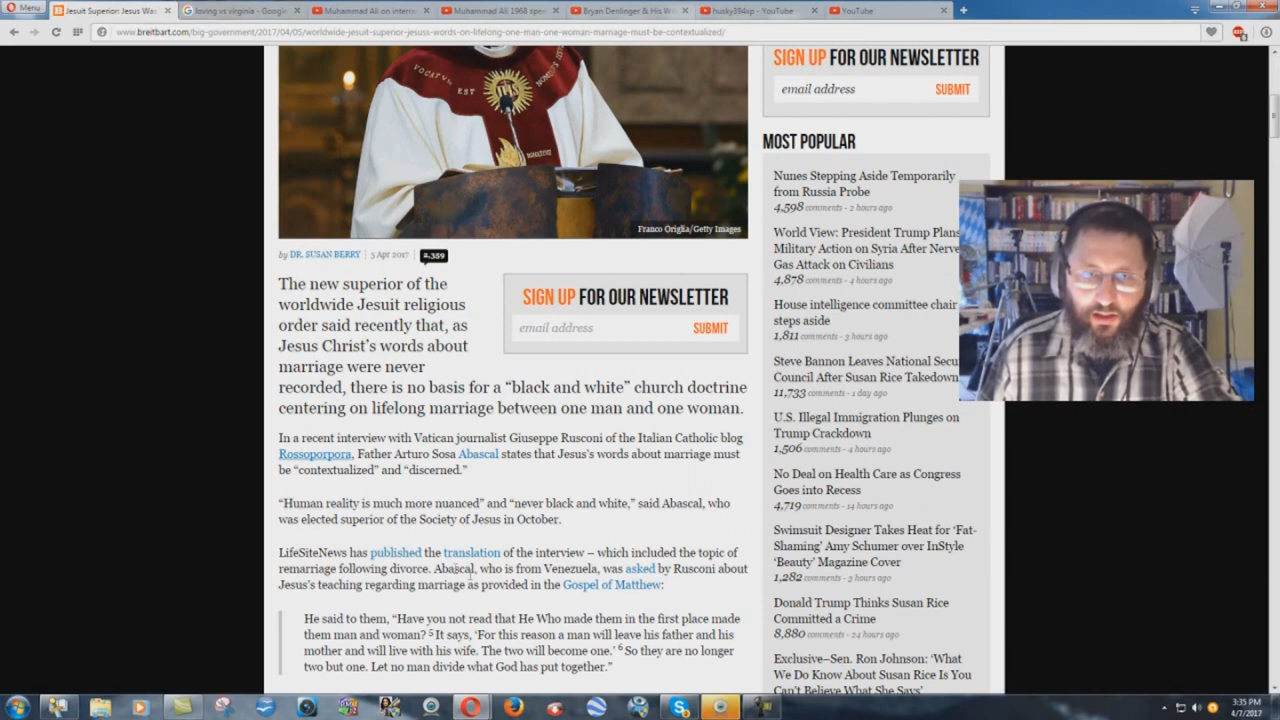 Menu
Jesuit Superior: Jesus Was
loving vs virginia - Google
Muhammad Ali on interr
Muhammad Ali 1968 spe
Bryan Denlinger & His Wi
husky394xp - YouTube
YouTube
www.breitbart.com/big-government/2017/04/05/worldwide-jesuit-superior-jesuss-words-on-lifelong-one-man-one-woman-marriage-must-be-contextualized/
VOCATV
EST
IHS
Franco Origlia/Getty Images
by DR. SUSAN BERRY | 5 Apr 2017 | 2,359
The new superior of the
worldwide Jesuit religious
order said recently that, as
Jesus Christ's words about
marriage were never
recorded, there is no basis for a “black and white” church doctrine
centering on lifelong marriage between one man and one woman.
SIGN UP FOR OUR NEWSLETTER
email address SUBMIT
In a recent interview with Vatican journalist Giuseppe Rusconi of the Italian Catholic blog
Rossoporpora, Father Arturo Sosa Abascal states that Jesus's words about marriage must
be “contextualized” and “discerned.”
“Human reality is much more nuanced” and “never black and white,” said Abascal, who
was elected superior of the Society of Jesus in October.
LifeSiteNews has published the translation of the interview – which included the topic of
remarriage following divorce. Abascal, who is from Venezuela, was asked by Rusconi about
Jesus's teaching regarding marriage as provided in the Gospel of Matthew:
He said to them, “Have you not read that He Who made them in the first place made
them man and woman? 5 It says, ‘For this reason a man will leave his father and his
mother and will live with his wife. The two will become one.’ 6 So they are no longer
two but one. Let no man divide what God has put together.”
SIGN UP FOR OUR NEWSLETTER
email address SUBMIT
MOST POPULAR
Nunes Stepping Aside Temporarily
from Russia Probe
4,598 comments - 2 hours ago
World View: President Trump Plans
Military Action on Syria After Nerve
Gas Attack on Civilians
4,878 comments - 4 hours ago
House intelligence committee chair
steps aside
1,811 comments - 3 hours ago
Steve Bannon Leaves National Secu
Council After Susan Rice Takedown
11,733 comments - 1 day ago
U.S. Illegal Immigration Plunges on
Trump Crackdown
1,506 comments - 4 hours ago
No Deal on Health Care as Congress
Goes into Recess
4,719 comments - 14 hours ago
Swimsuit Designer Takes Heat for ‘Fat-
Shaming’ Amy Schumer over InStyle
‘Beauty’ Magazine Cover
1,282 comments - 3 hours ago
Donald Trump Thinks Susan Rice
Committed a Crime
8,880 comments - 24 hours ago
Exclusive–Sen. Ron Johnson: ‘What
We Do Know About Susan Rice Is You
Can't Believe What She Says’
3:35 PM
4/7/2017